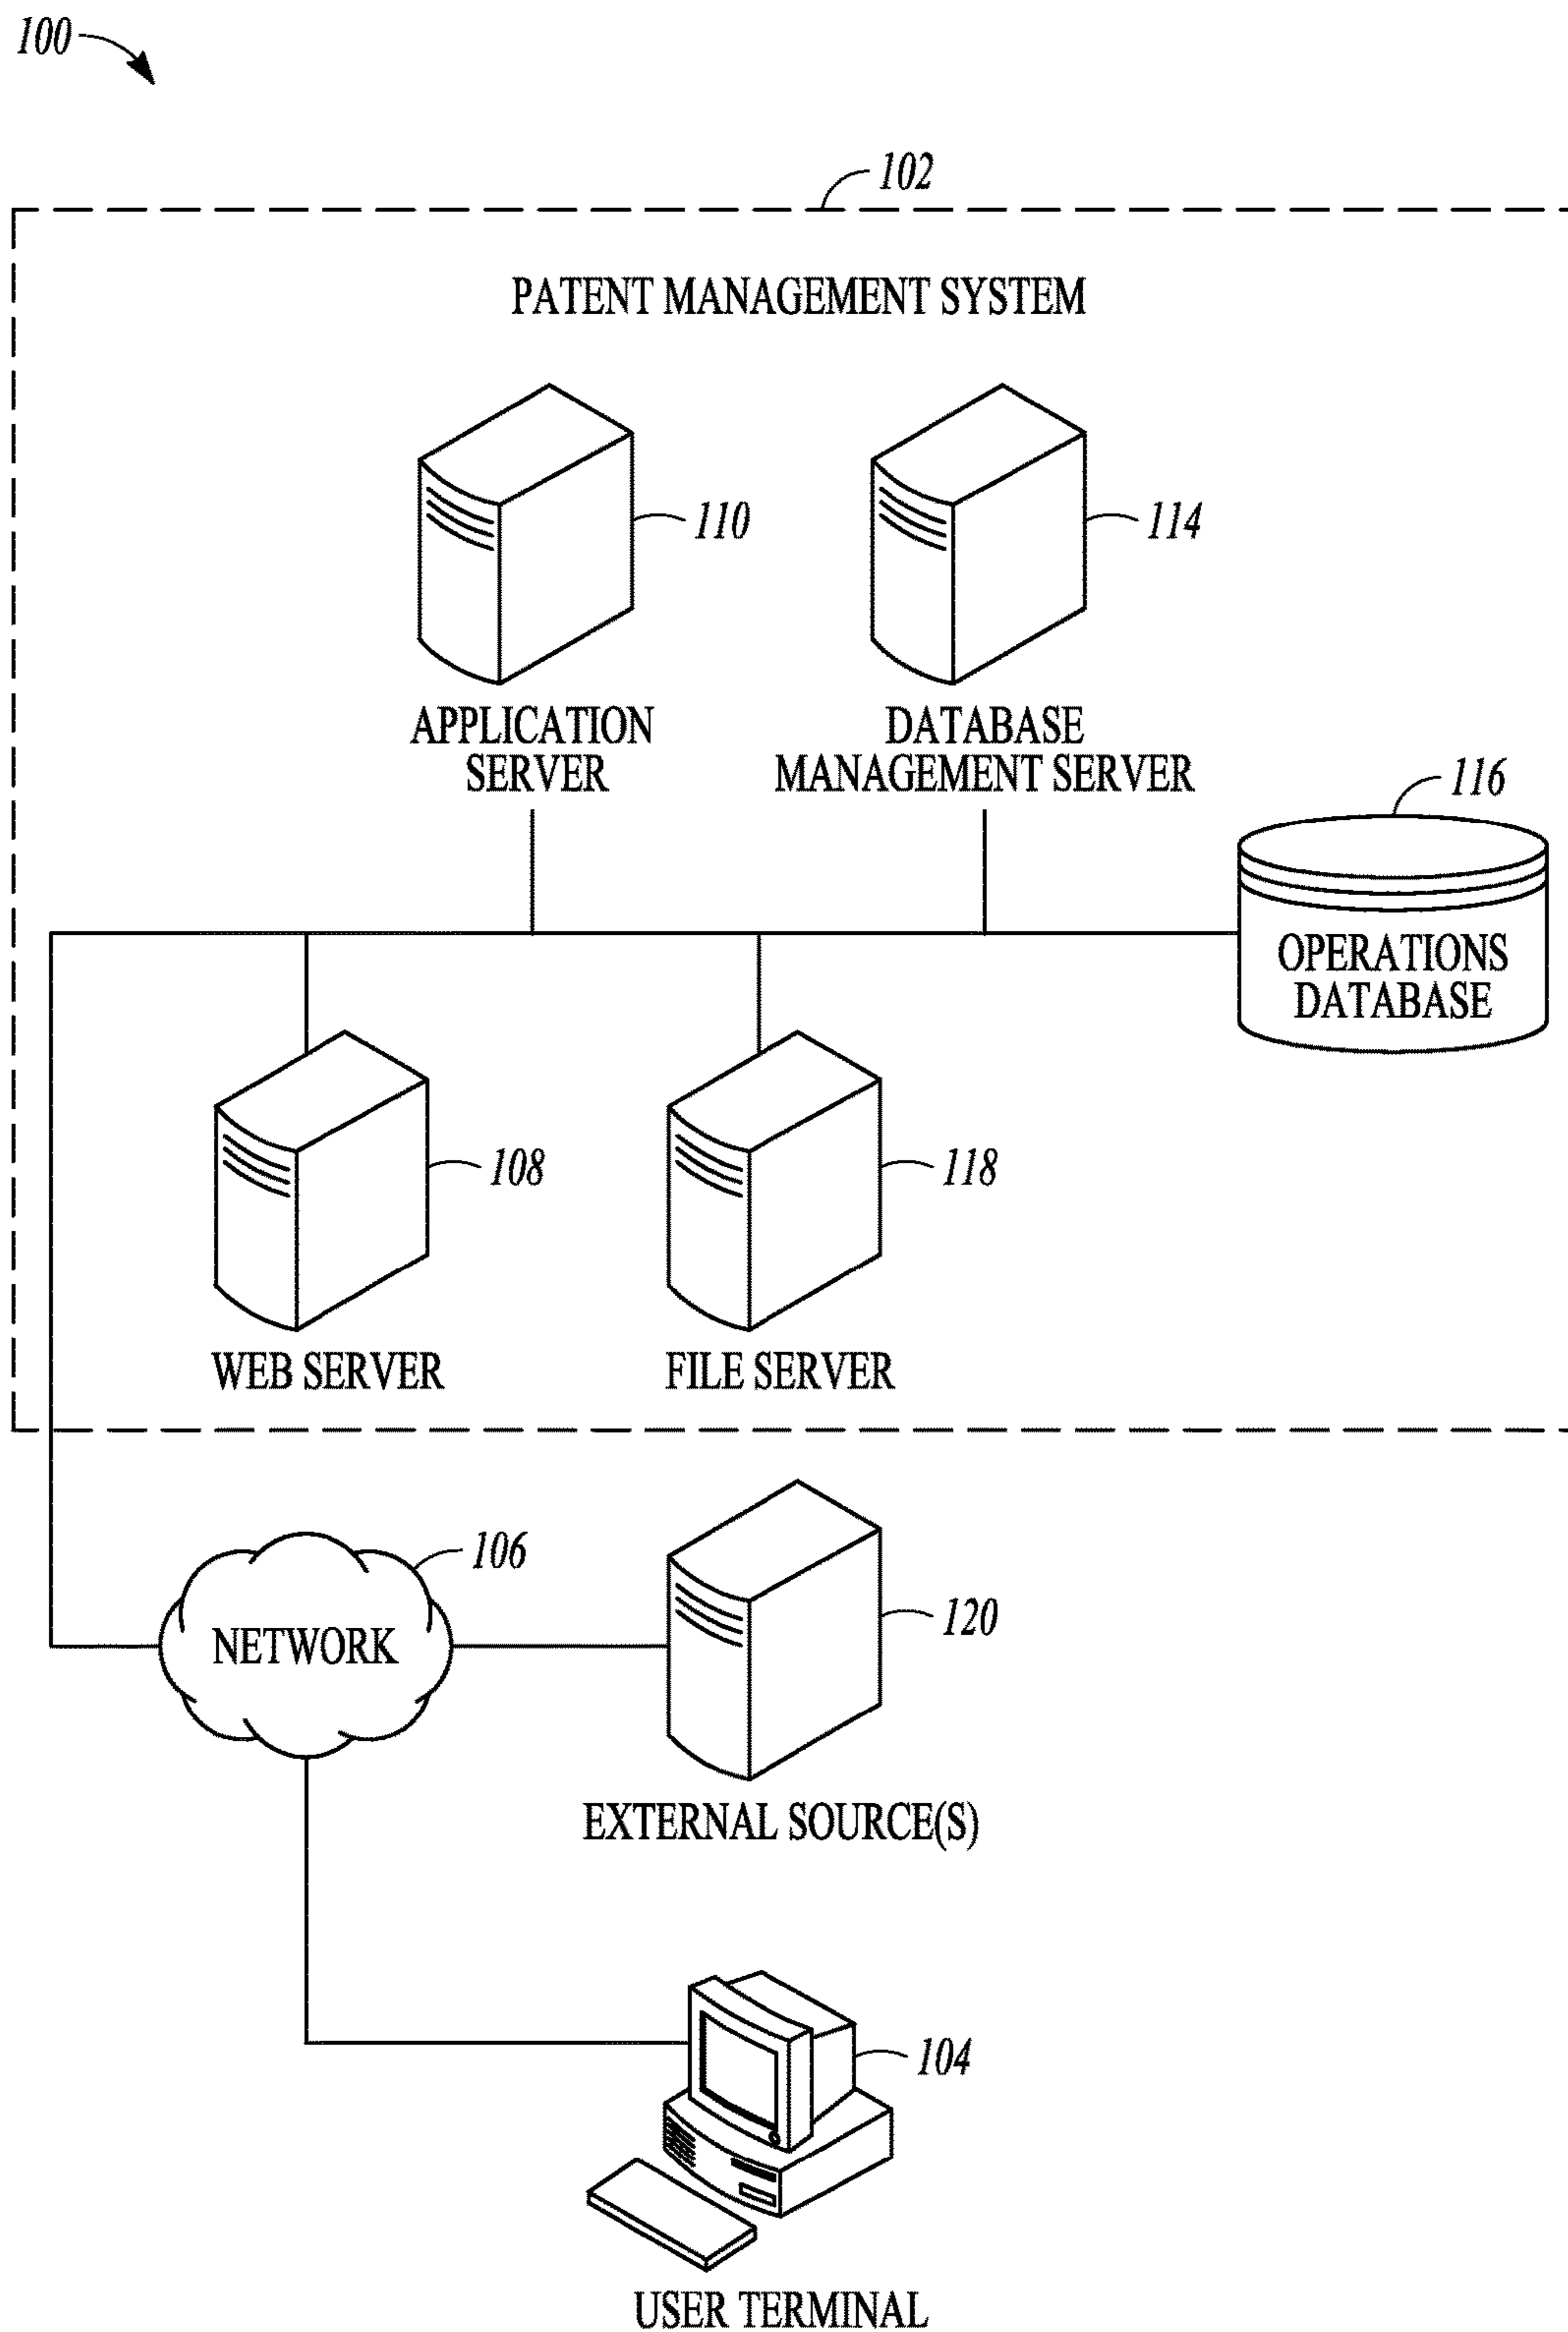 100
102
PATENT MANAGEMENT SYSTEM
110
114
APPLICATION
SERVER
DATABASE
MANAGEMENT SERVER
116
OPERATIONS
DATABASE
108
118
WEB SERVER
FILE SERVER
106
NETWORK
120
EXTERNAL SOURCE(S)
104
USER TERMINAL